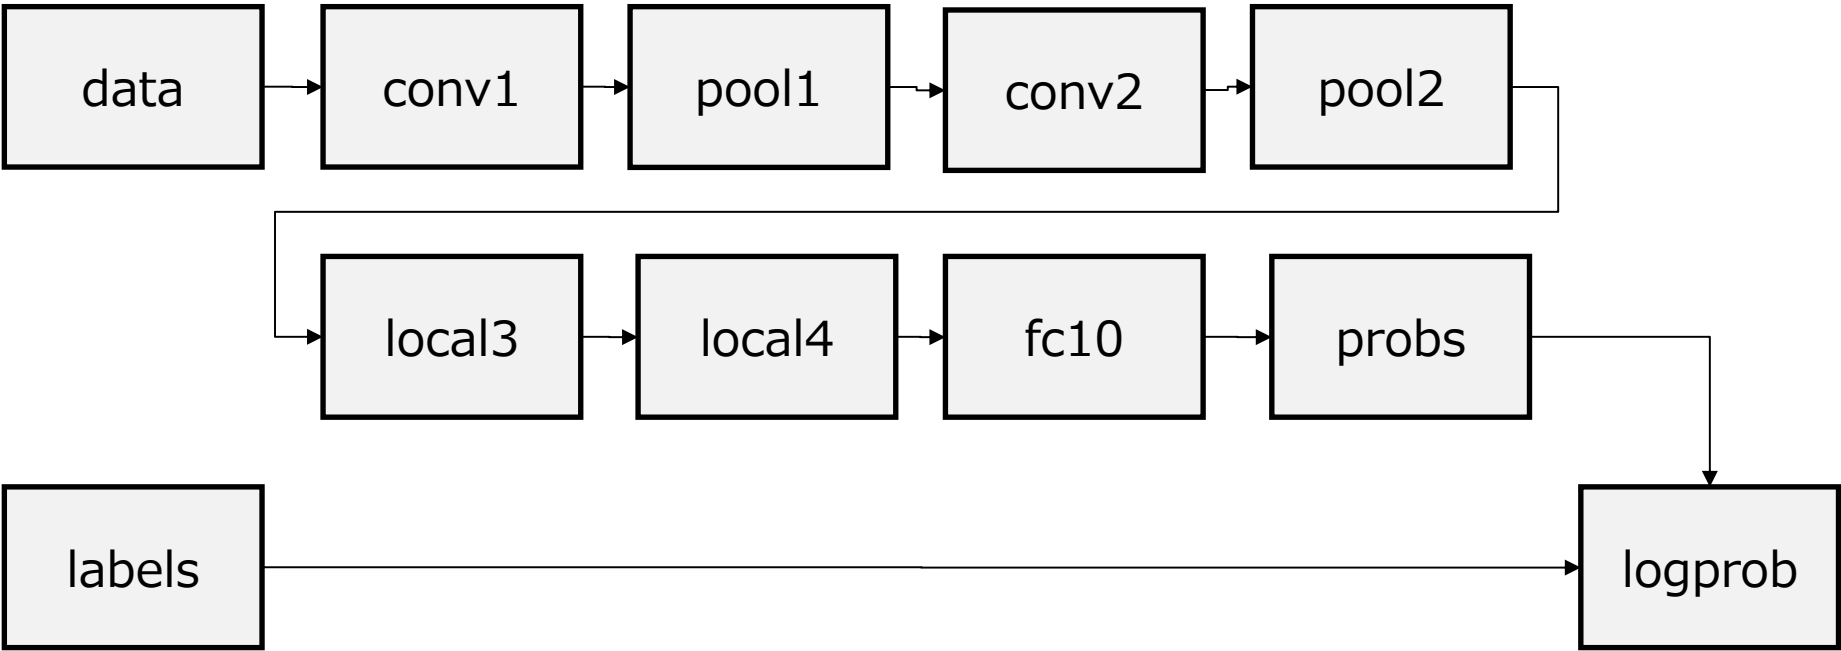 data
conv1
pool1
conv2
pool2
local3
local4
fc10
probs
labels
logprob